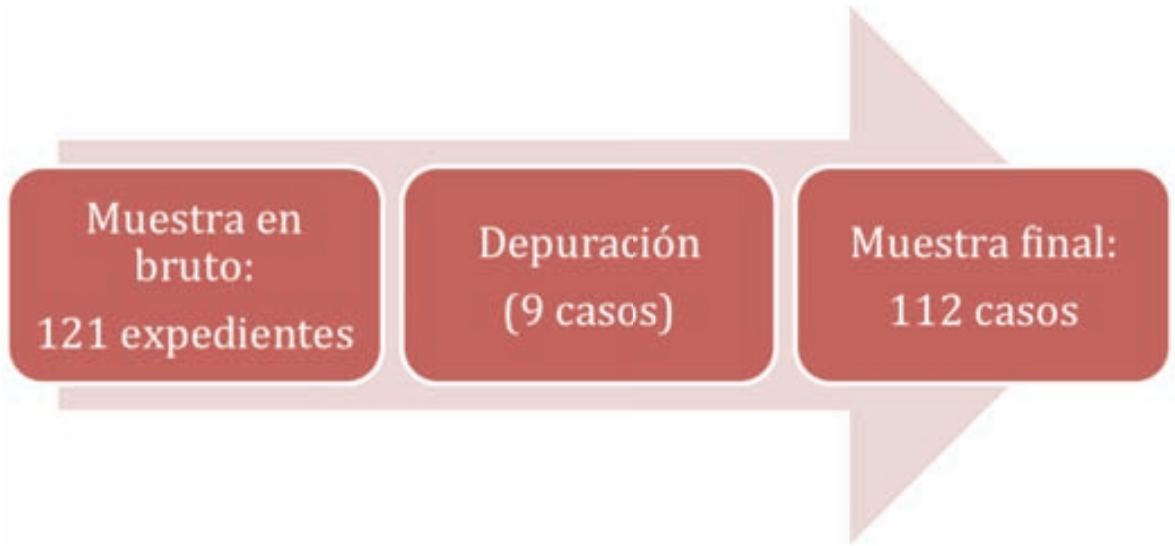 Muestra en
bruto:
121 expedientes
Depuración
(9 casos)
Muestra final:
112 casos